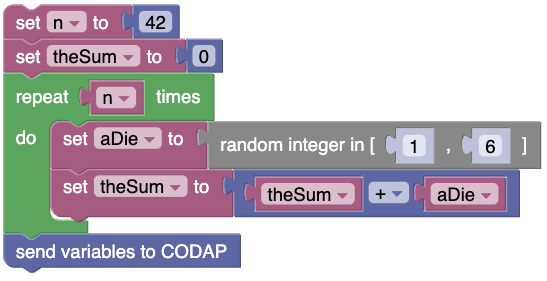 set n to 42
set theSum to 0
repeat n times
do set aDie to random integer in [ 1 , 6 ]
set theSum to theSum + aDie
send variables to CODAP